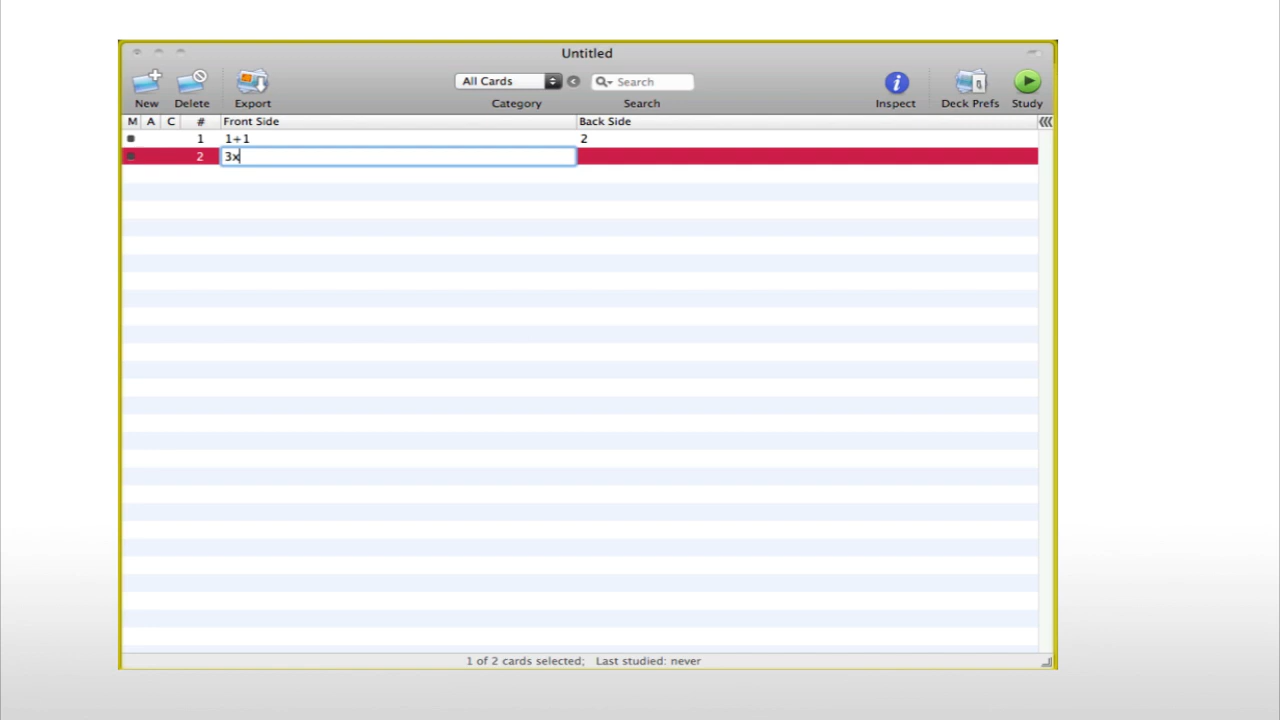 Untitled
New Delete Export All Cards Category Search Search Inspect Deck Prefs Study
M A C # Front Side Back Side
1 1+1 2
2 3x
1 of 2 cards selected; Last studied: never